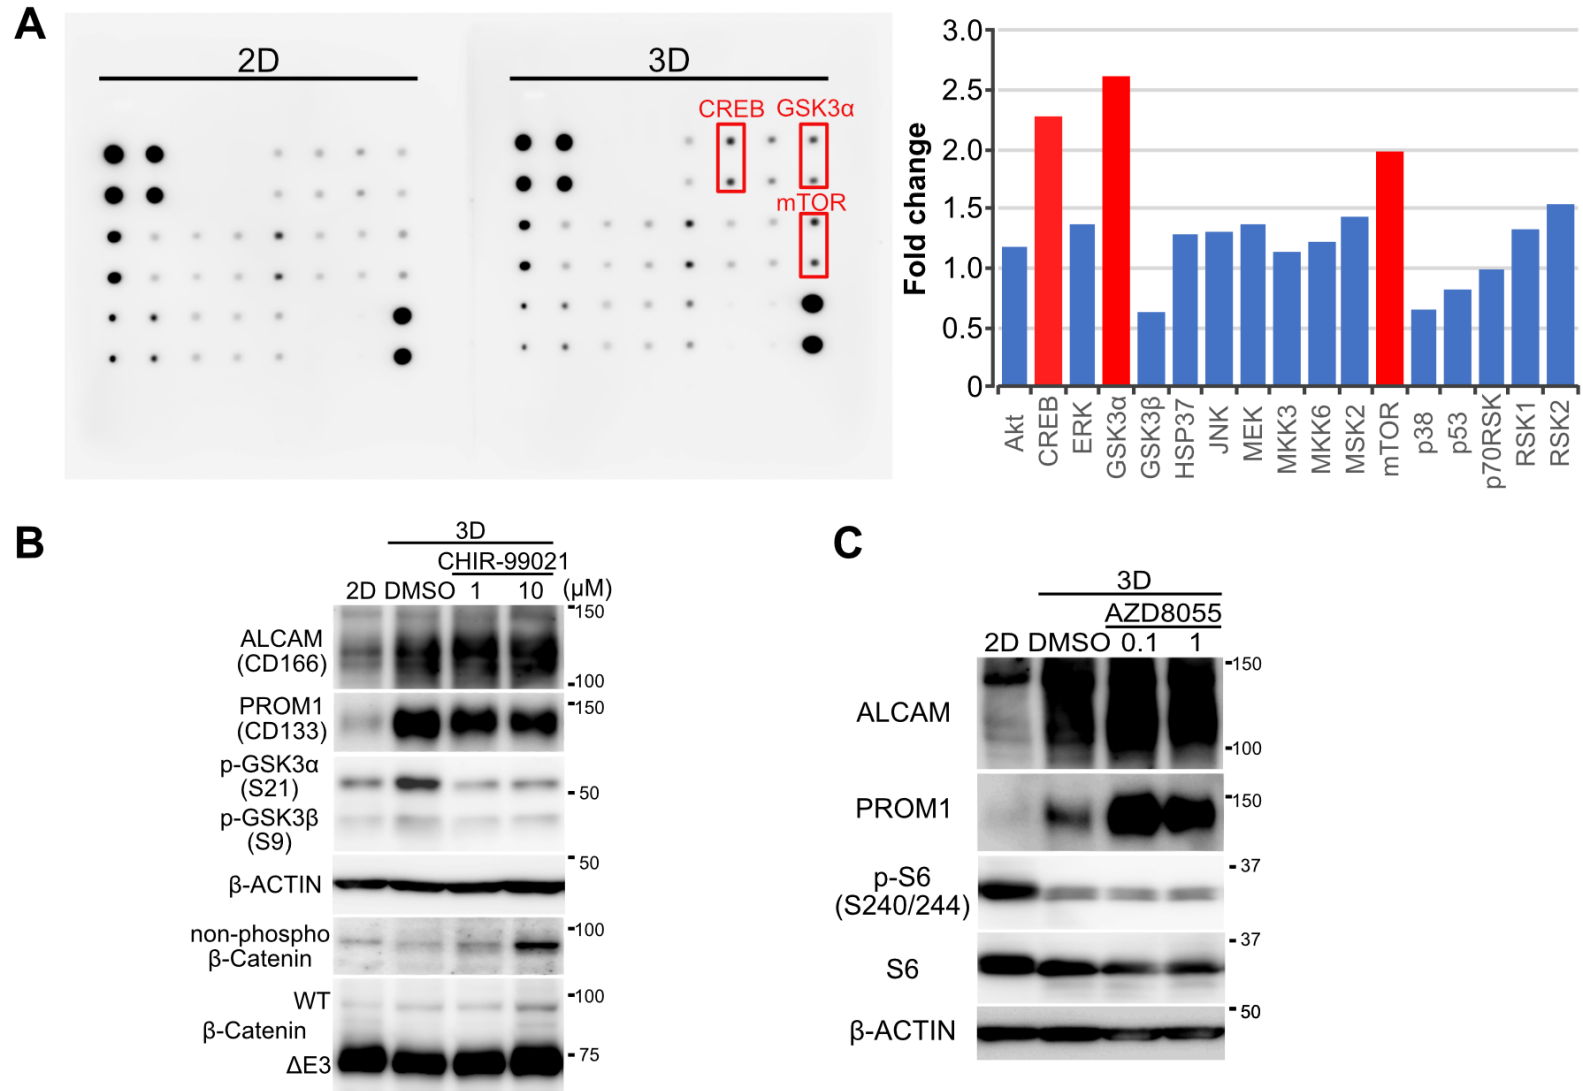 A
2D
3D
CREB GSK3α
mTOR
Fold change
3.0
2.5
2.0
1.5
1.0
0.5
0
Akt
CREB
ERK
GSK3α
GSK3β
HSP37
JNK
MEK
MKK3
MKK6
MSK2
mTOR
p38
p53
p70RSK
RSK1
RSK2
B
3D
CHIR-99021
2D DMSO 1 10 (μM)
ALCAM
(CD166)
150
100
PROM1
(CD133)
150
p-GSK3α
(S21)
50
p-GSK3β
(S9)
β-ACTIN
50
non-phospho
β-Catenin
100
WT
100
β-Catenin
ΔE3
75
C
3D
AZD8055
2D DMSO 0.1 1
ALCAM
150
100
PROM1
150
p-S6
(S240/244)
37
S6
37
β-ACTIN
50